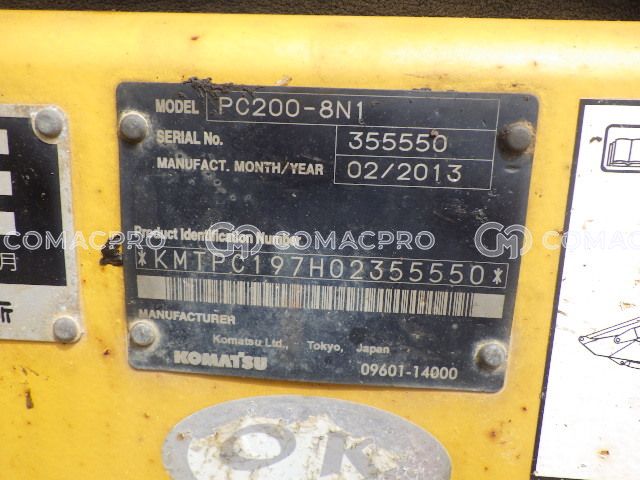 MODEL PC200-8N1
SERIAL No. 355550
MANUFACT. MONTH/YEAR 02/2013
Product Identification Number
*KMTPC197H02355550*
MANUFACTURER
Komatsu Ltd., Tokyo, Japan
KOMATSU
09601-14000
OK
月
COMACPRO
COMACPRO
COMACPRO